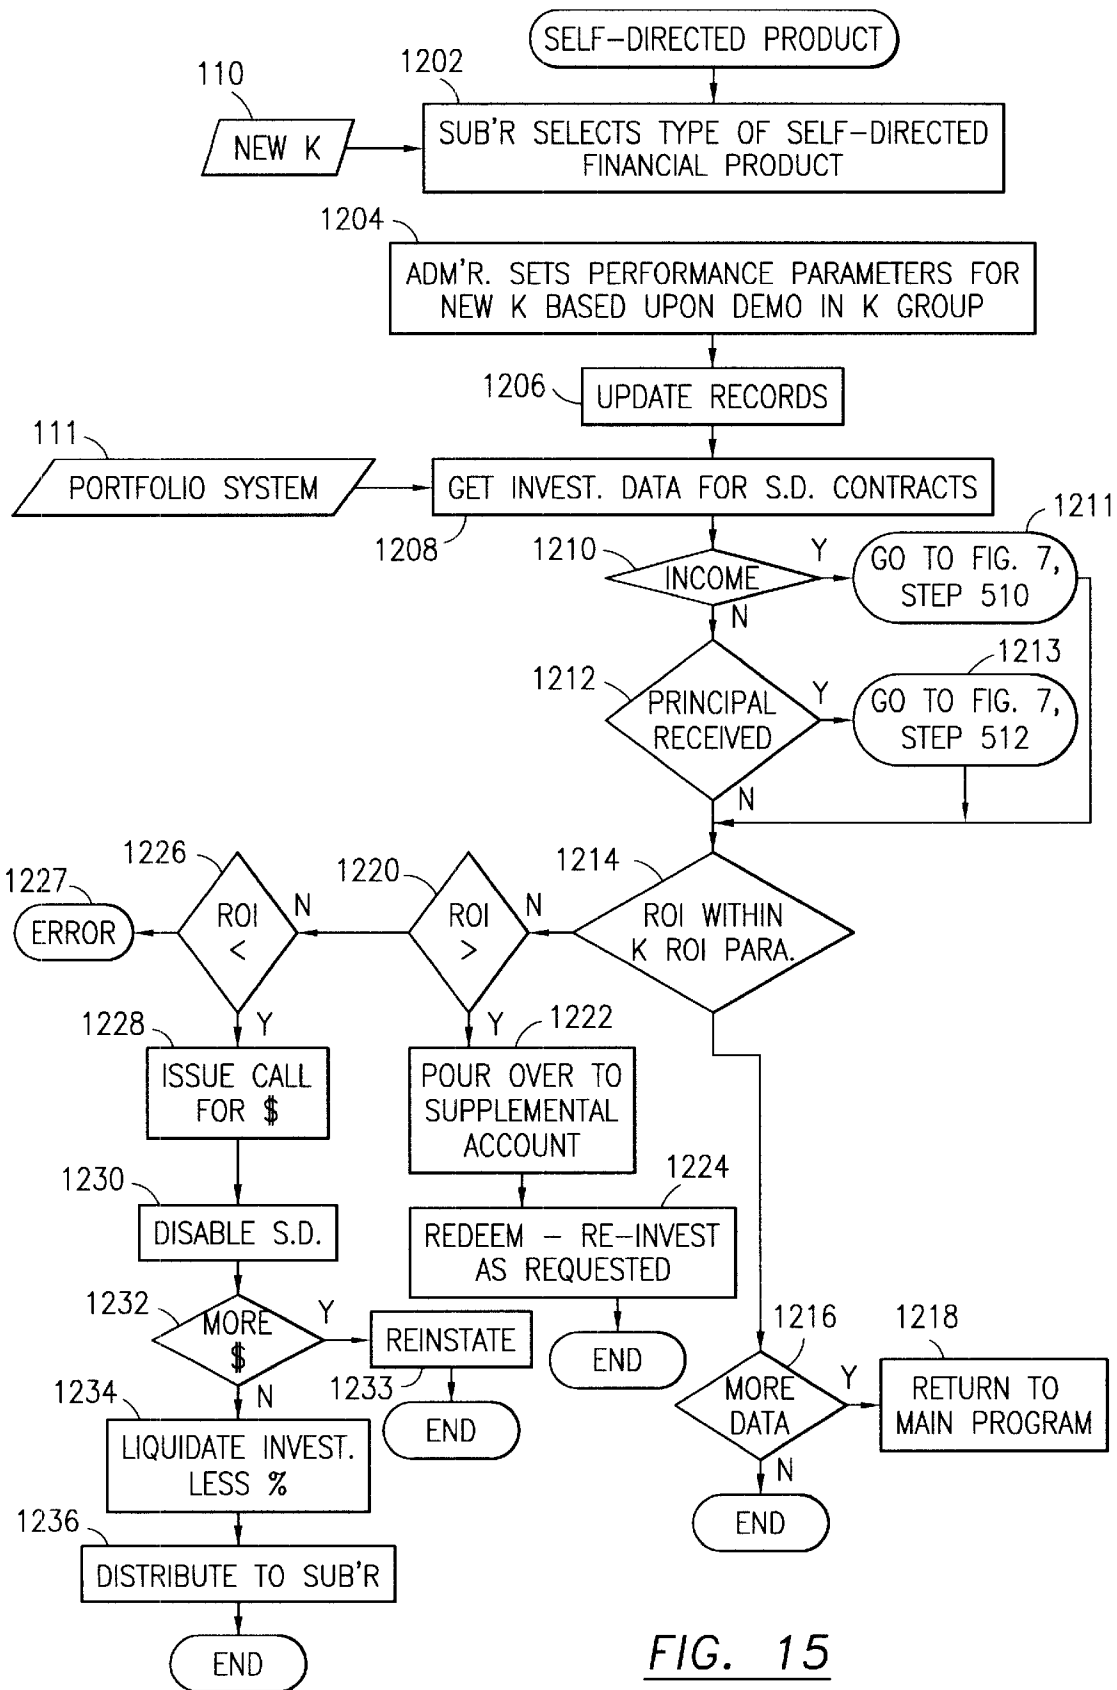 SELF-DIRECTED PRODUCT
1202
110
NEW K
SUB'R SELECTS TYPE OF SELF-DIRECTED
FINANCIAL PRODUCT
1204
ADM'R. SETS PERFORMANCE PARAMETERS FOR
NEW K BASED UPON DEMO IN K GROUP
1206
UPDATE RECORDS
111
PORTFOLIO SYSTEM
GET INVEST. DATA FOR S.D. CONTRACTS
1208
1210
INCOME
Y
N
1211
GO TO FIG. 7,
STEP 510
1212
PRINCIPAL
RECEIVED
Y
N
1213
GO TO FIG. 7,
STEP 512
1214
ROI WITHIN
K ROI PARA.
N
1220
ROI
>
N
Y
1226
ROI
<
Y
1227
ERROR
1228
ISSUE CALL
FOR $
1222
POUR OVER TO
SUPPLEMENTAL
ACCOUNT
1224
REDEEM – RE-INVEST
AS REQUESTED
END
1230
DISABLE S.D.
1232
MORE
$
Y
N
REINSTATE
1233
END
1234
LIQUIDATE INVEST.
LESS %
1236
DISTRIBUTE TO SUB'R
END
1216
MORE
DATA
Y
N
1218
RETURN TO
MAIN PROGRAM
END
FIG. 15